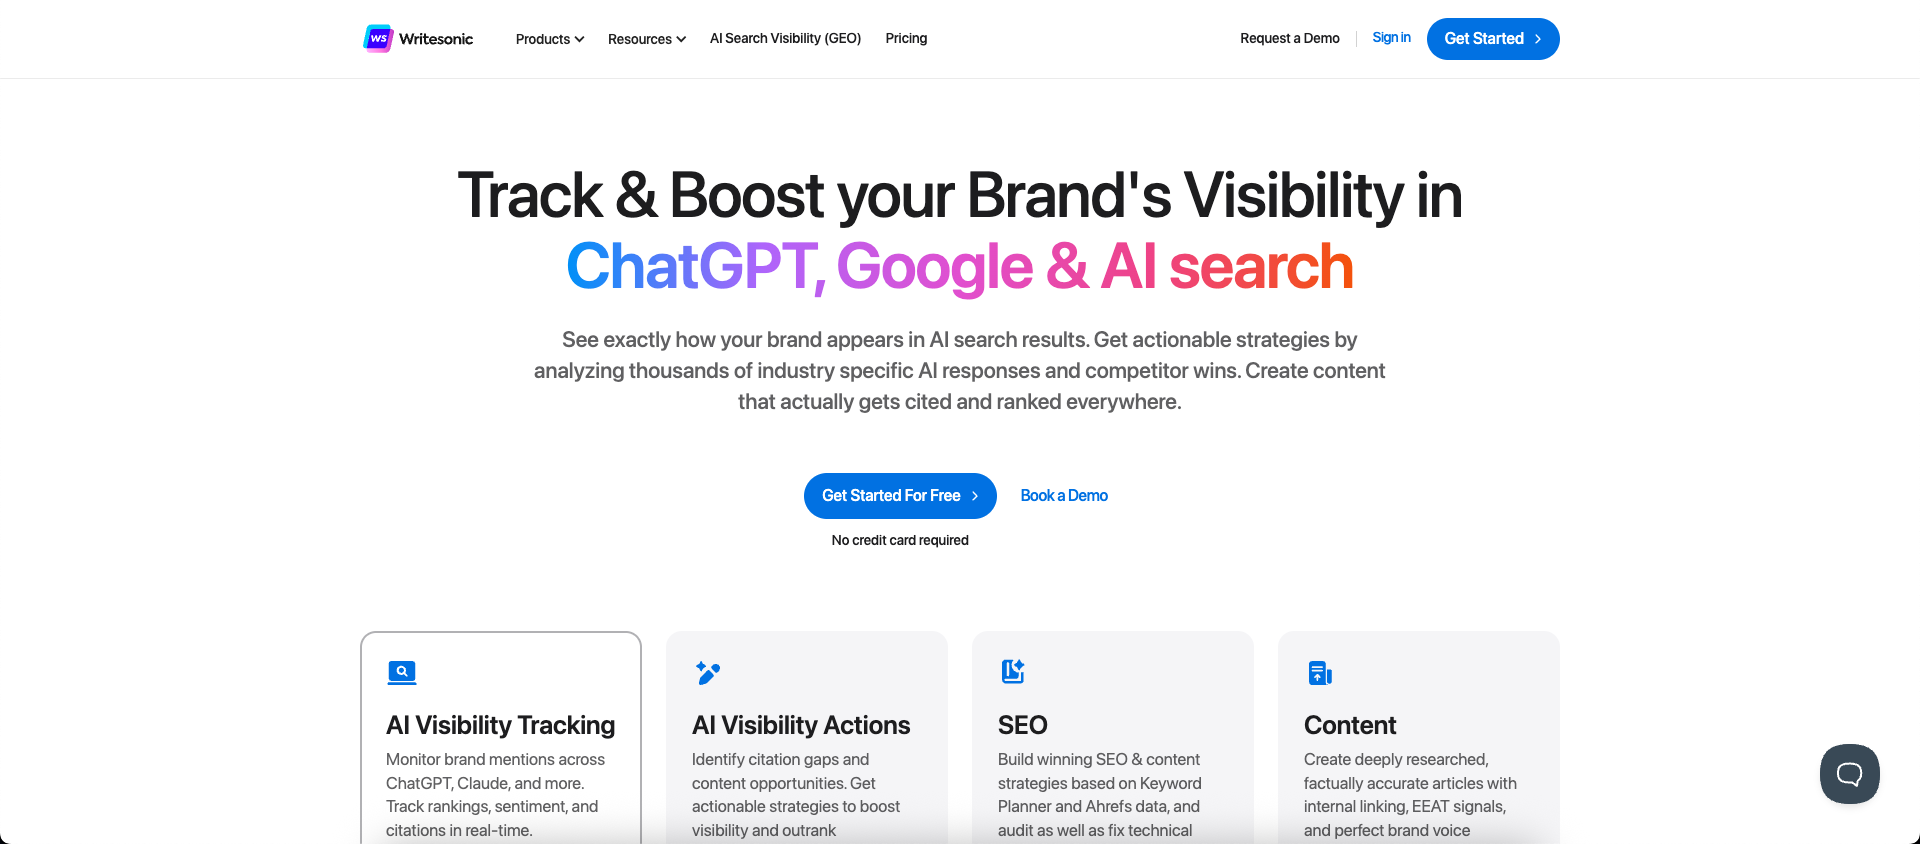 WS Writesonic
Products
Resources
AI Search Visibility (GEO)
Pricing
Request a Demo
Sign in
Get Started
Track & Boost your Brand's Visibility in
ChatGPT, Google & AI search
See exactly how your brand appears in AI search results. Get actionable strategies by
analyzing thousands of industry specific AI responses and competitor wins. Create content
that actually gets cited and ranked everywhere.
Get Started For Free
Book a Demo
No credit card required
AI Visibility Tracking
Monitor brand mentions across
ChatGPT, Claude, and more.
Track rankings, sentiment, and
citations in real-time.
AI Visibility Actions
Identify citation gaps and
content opportunities. Get
actionable strategies to boost
visibility and outrank
SEO
Build winning SEO & content
strategies based on Keyword
Planner and Ahrefs data, and
audit as well as fix technical
Content
Create deeply researched,
factually accurate articles with
internal linking, EEAT signals,
and perfect brand voice